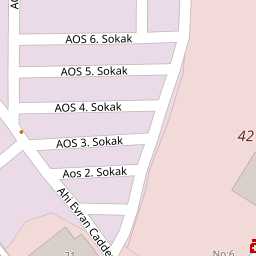 AOS 6. Sokak
AOS 5. Sokak
AOS 4. Sokak
AOS 3. Sokak
Aos 2. Sokak
42
Ahi Evran Cadde
No:6